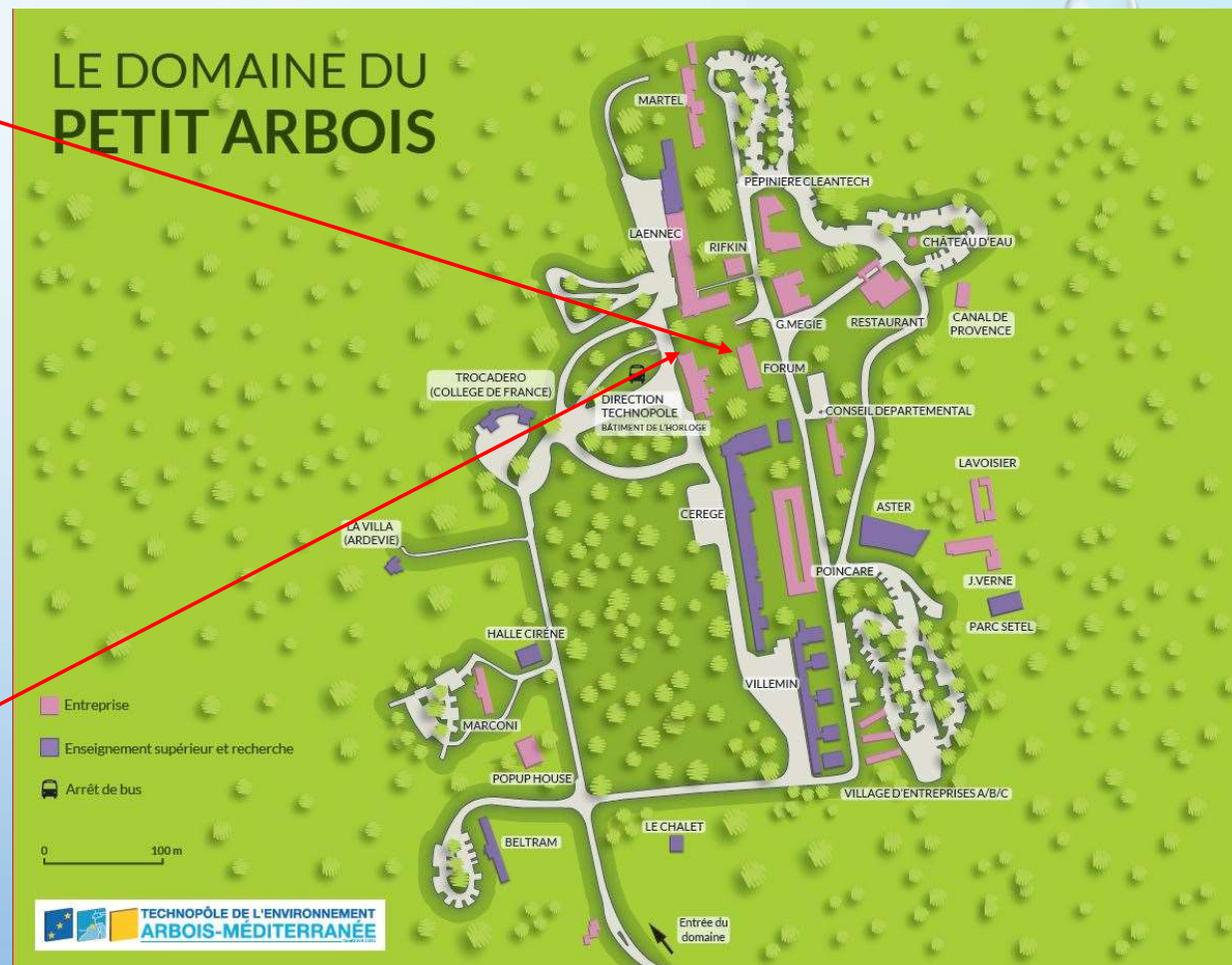 LE DOMAINE DU
PETIT ARBOIS
MARTEL
PEPINIERE CLEANTECH
LAENNEC
RIFKIN
CHÂTEAU D'EAU
G.MEGIE
RESTAURANT
CANAL DE
PROVENCE
FORUM
TROCADERO
(COLLEGE DE FRANCE)
DIRECTION
TECHNOPOLE
BÂTIMENT DE L'HORLOGE
CONSEIL DEPARTEMENTAL
LAVOISIER
CEREGE
ASTER
LA VILLA
(ARDEVIE)
POINCARE
J.VERNE
PARC SETEL
HALLE CIRÈNE
VILLEMIN
MARCONI
Entreprise
Enseignement supérieur et recherche
Arrêt de bus
POPUP HOUSE
VILLAGE D'ENTREPRISES A/B/C
LE CHALET
BELTRAM
0 100 m
TECHNOPÔLE DE L'ENVIRONNEMENT
ARBOIS-MÉDITERRANÉE
Entrée du
domaine